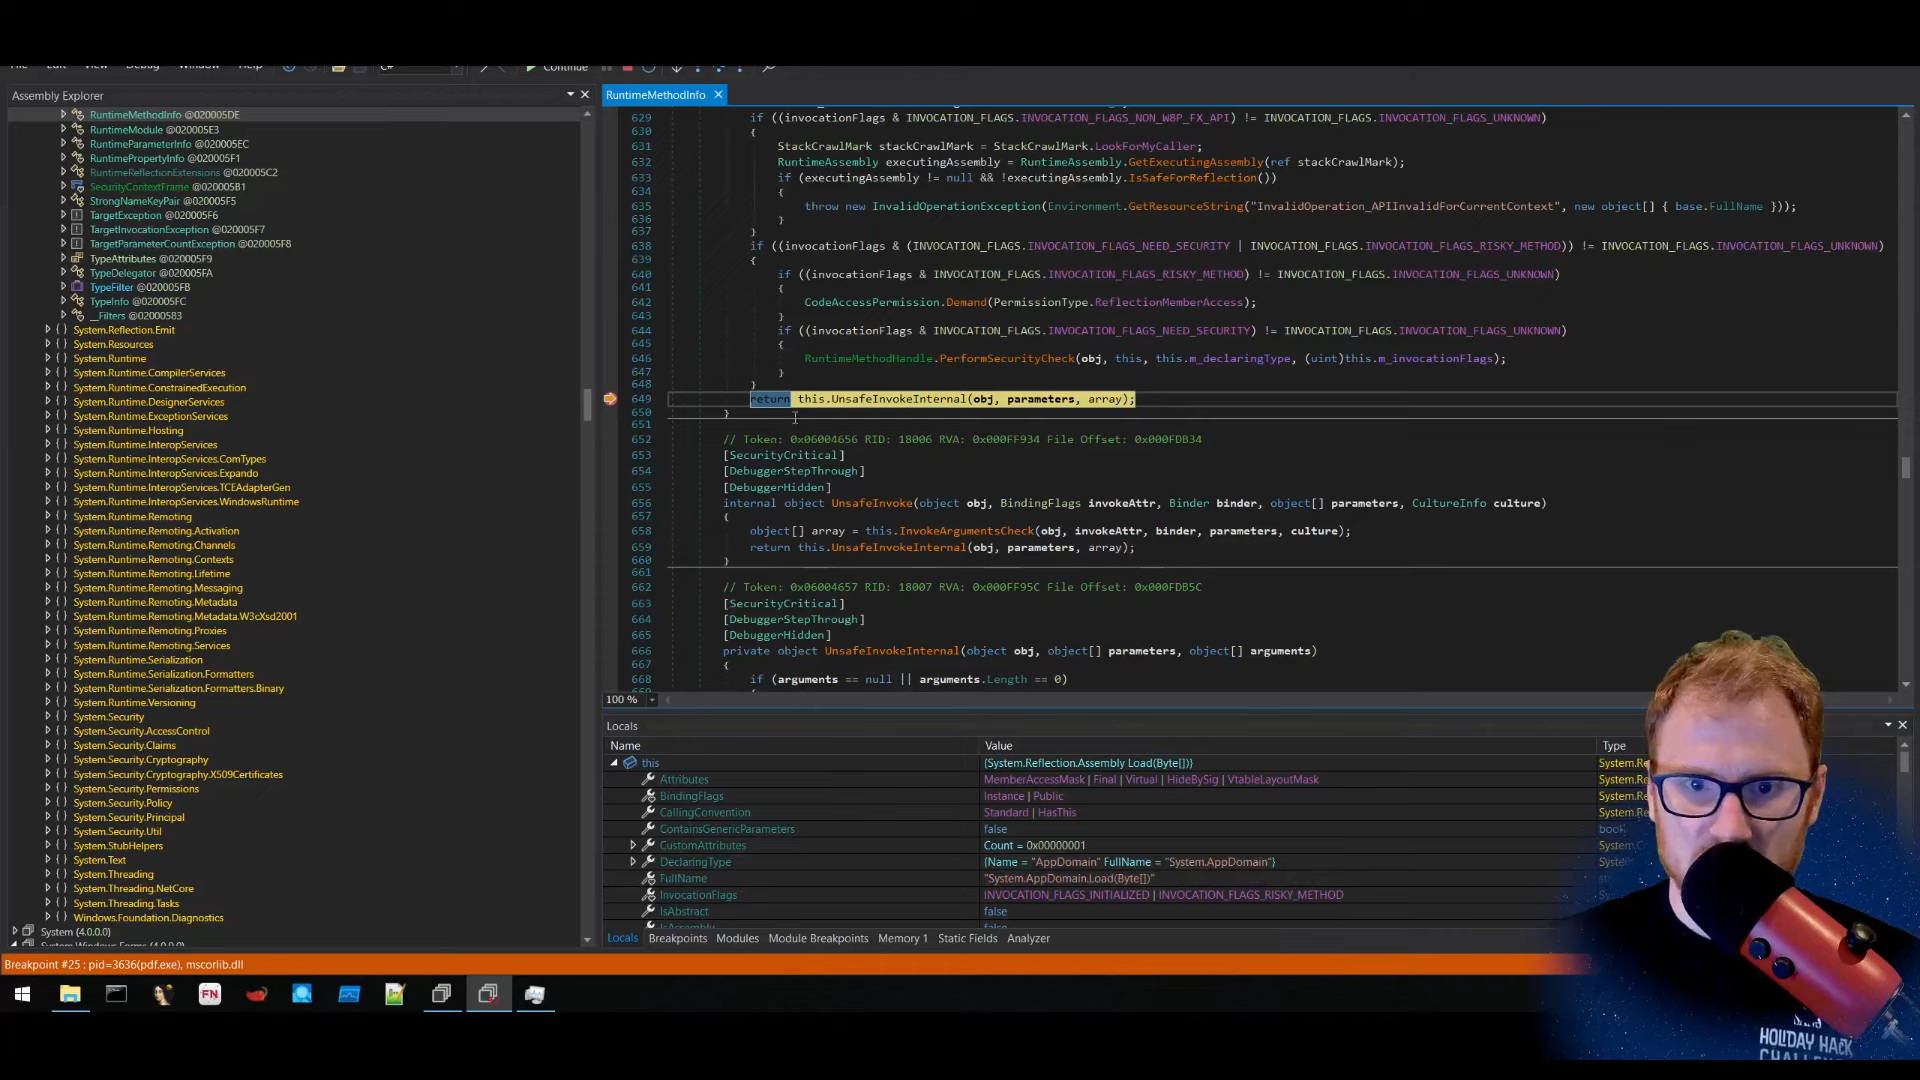 Continue
Assembly Explorer
RuntimeMethodInfo @020005DE
RuntimeModule @020005E3
RuntimeParameterInfo @020005EC
RuntimePropertyInfo @020005F1
RuntimeReflectionExtensions @020005C2
SecurityContextFrame @020005B1
StrongNameKeyPair @020005F5
TargetException @020005F6
TargetInvocationException @020005F7
TargetParameterCountException @020005F8
TypeAttributes @020005F9
TypeDelegator @020005FA
TypeFilter @020005FB
TypeInfo @020005FC
__Filters @02000583
{ } System.Reflection.Emit
{ } System.Resources
{ } System.Runtime
{ } System.Runtime.CompilerServices
{ } System.Runtime.ConstrainedExecution
{ } System.Runtime.DesignerServices
{ } System.Runtime.ExceptionServices
{ } System.Runtime.Hosting
{ } System.Runtime.InteropServices
{ } System.Runtime.InteropServices.ComTypes
{ } System.Runtime.InteropServices.Expando
{ } System.Runtime.InteropServices.TCEAdapterGen
{ } System.Runtime.InteropServices.WindowsRuntime
{ } System.Runtime.Remoting
{ } System.Runtime.Remoting.Activation
{ } System.Runtime.Remoting.Channels
{ } System.Runtime.Remoting.Contexts
{ } System.Runtime.Remoting.Lifetime
{ } System.Runtime.Remoting.Messaging
{ } System.Runtime.Remoting.Metadata
{ } System.Runtime.Remoting.Metadata.W3cXsd2001
{ } System.Runtime.Remoting.Proxies
{ } System.Runtime.Remoting.Services
{ } System.Runtime.Serialization
{ } System.Runtime.Serialization.Formatters
{ } System.Runtime.Serialization.Formatters.Binary
{ } System.Runtime.Versioning
{ } System.Security
{ } System.Security.AccessControl
{ } System.Security.Claims
{ } System.Security.Cryptography
{ } System.Security.Cryptography.X509Certificates
{ } System.Security.Permissions
{ } System.Security.Policy
{ } System.Security.Principal
{ } System.Security.Util
{ } System.StubHelpers
{ } System.Text
{ } System.Threading
{ } System.Threading.NetCore
{ } System.Threading.Tasks
{ } Windows.Foundation.Diagnostics
System (4.0.0.0)
System.Windows.Forms (4.0.0.0)
RuntimeMethodInfo
629 if ((invocationFlags & INVOCATION_FLAGS.INVOCATION_FLAGS_NON_W8P_FX_API) != INVOCATION_FLAGS.INVOCATION_FLAGS_UNKNOWN)
630 {
631 StackCrawlMark stackCrawlMark = StackCrawlMark.LookForMyCaller;
632 RuntimeAssembly executingAssembly = RuntimeAssembly.GetExecutingAssembly(ref stackCrawlMark);
633 if (executingAssembly != null && !executingAssembly.IsSafeForReflection())
634 {
635 throw new InvalidOperationException(Environment.GetResourceString("InvalidOperation_APIInvalidForCurrentContext", new object[] { base.FullName }));
636 }
637 }
638 if ((invocationFlags & (INVOCATION_FLAGS.INVOCATION_FLAGS_NEED_SECURITY | INVOCATION_FLAGS.INVOCATION_FLAGS_RISKY_METHOD)) != INVOCATION_FLAGS.INVOCATION_FLAGS_UNKNOWN)
639 {
640 if ((invocationFlags & INVOCATION_FLAGS.INVOCATION_FLAGS_RISKY_METHOD) != INVOCATION_FLAGS.INVOCATION_FLAGS_UNKNOWN)
641 {
642 CodeAccessPermission.Demand(PermissionType.ReflectionMemberAccess);
643 }
644 if ((invocationFlags & INVOCATION_FLAGS.INVOCATION_FLAGS_NEED_SECURITY) != INVOCATION_FLAGS.INVOCATION_FLAGS_UNKNOWN)
645 {
646 RuntimeMethodHandle.PerformSecurityCheck(obj, this, this.m_declaringType, (uint)this.m_invocationFlags);
647 }
648 }
649 return this.UnsafeInvokeInternal(obj, parameters, array);
650 }
651
652 // Token: 0x06004656 RID: 18006 RVA: 0x000FF934 File Offset: 0x000FDB34
653 [SecurityCritical]
654 [DebuggerStepThrough]
655 [DebuggerHidden]
656 internal object UnsafeInvoke(object obj, BindingFlags invokeAttr, Binder binder, object[] parameters, CultureInfo culture)
657 {
658 object[] array = this.InvokeArgumentsCheck(obj, invokeAttr, binder, parameters, culture);
659 return this.UnsafeInvokeInternal(obj, parameters, array);
660 }
661
662 // Token: 0x06004657 RID: 18007 RVA: 0x000FF95C File Offset: 0x000FDB5C
663 [SecurityCritical]
664 [DebuggerStepThrough]
665 [DebuggerHidden]
666 private object UnsafeInvokeInternal(object obj, object[] parameters, object[] arguments)
667 {
668 if (arguments == null || arguments.Length == 0)
100 %
Locals
Name Value Type
this {System.Reflection.Assembly Load(Byte[])} System.Re
Attributes MemberAccessMask | Final | Virtual | HideBySig | VtableLayoutMask System.Re
BindingFlags Instance | Public System.Re
CallingConvention Standard | HasThis System.Re
ContainsGenericParameters false bool
CustomAttributes Count = 0x00000001
DeclaringType {Name = "AppDomain" FullName = "System.AppDomain"}
FullName "System.AppDomain.Load(Byte[])"
InvocationFlags INVOCATION_FLAGS_INITIALIZED | INVOCATION_FLAGS_RISKY_METHOD
IsAbstract false
Locals Breakpoints Modules Module Breakpoints Memory 1 Static Fields Analyzer
Breakpoint #25 : pid=3636(pdf.exe), mscorlib.dll
FN
HOLIDAY HACK